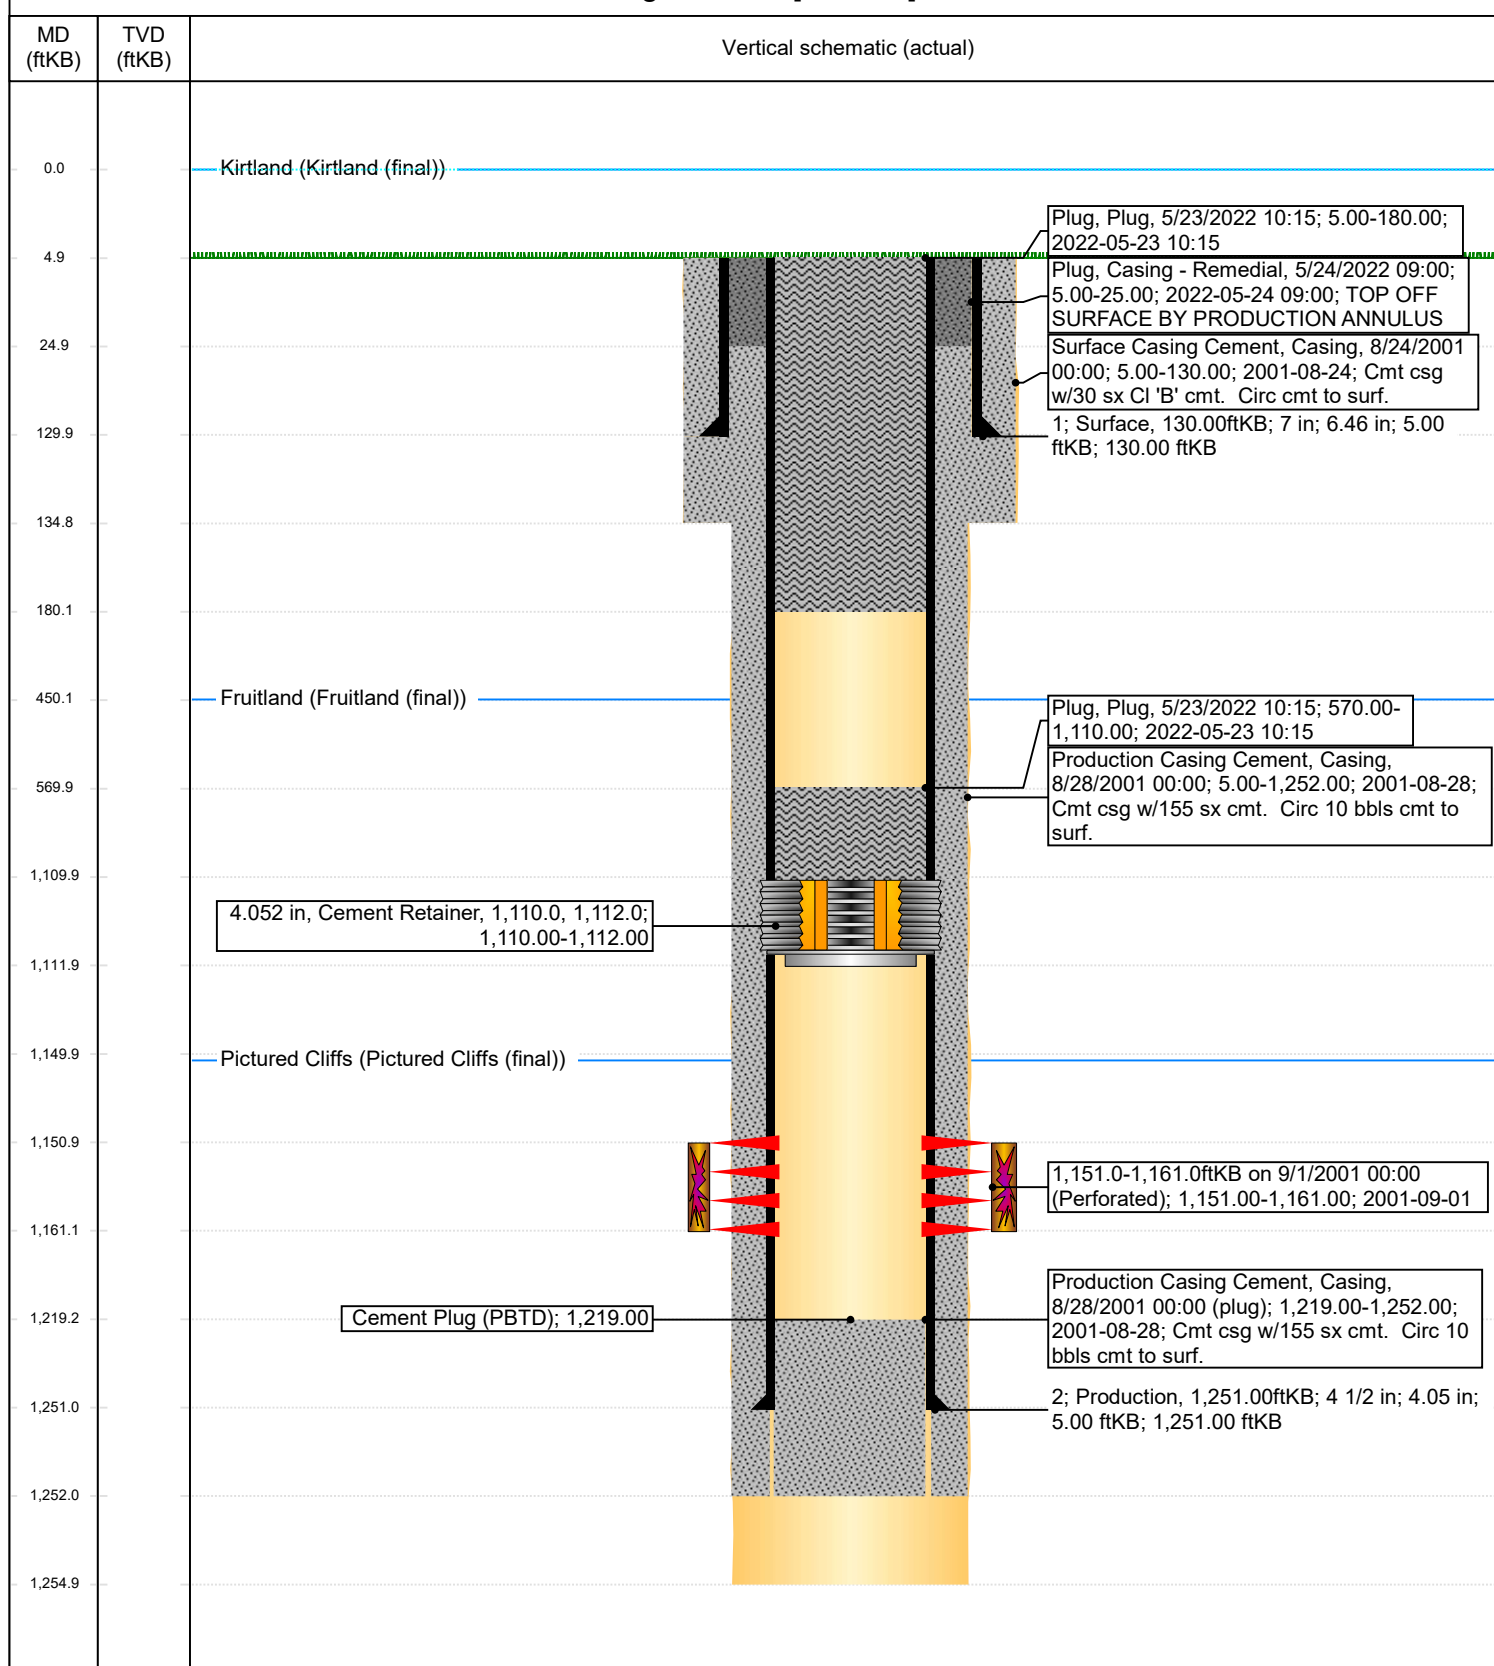 MD
(ftKB)
TVD
(ftKB)
Vertical schematic (actual)
0.0
Kirtland (Kirtland (final))
Plug, Plug, 5/23/2022 10:15; 5.00-180.00;
2022-05-23 10:15
4.9
Plug, Casing - Remedial, 5/24/2022 09:00;
5.00-25.00; 2022-05-24 09:00; TOP OFF
SURFACE BY PRODUCTION ANNULUS
24.9
Surface Casing Cement, Casing, 8/24/2001
00:00; 5.00-130.00; 2001-08-24; Cmt csg
w/30 sx Cl 'B' cmt.  Circ cmt to surf.
129.9
1; Surface, 130.00ftKB; 7 in; 6.46 in; 5.00
ftKB; 130.00 ftKB
134.8
180.1
450.1
Fruitland (Fruitland (final))
Plug, Plug, 5/23/2022 10:15; 570.00-
1,110.00; 2022-05-23 10:15
Production Casing Cement, Casing,
8/28/2001 00:00; 5.00-1,252.00; 2001-08-28;
Cmt csg w/155 sx cmt.  Circ 10 bbls cmt to
surf.
569.9
1,109.9
4.052 in, Cement Retainer, 1,110.0, 1,112.0;
1,110.00-1,112.00
1,111.9
1,149.9
Pictured Cliffs (Pictured Cliffs (final))
1,150.9
1,151.0-1,161.0ftKB on 9/1/2001 00:00
(Perforated); 1,151.00-1,161.00; 2001-09-01
1,161.1
Production Casing Cement, Casing,
8/28/2001 00:00 (plug); 1,219.00-1,252.00;
2001-08-28; Cmt csg w/155 sx cmt.  Circ 10
bbls cmt to surf.
1,219.2
Cement Plug (PBTD); 1,219.00
1,251.0
2; Production, 1,251.00ftKB; 4 1/2 in; 4.05 in;
5.00 ftKB; 1,251.00 ftKB
1,252.0
1,254.9